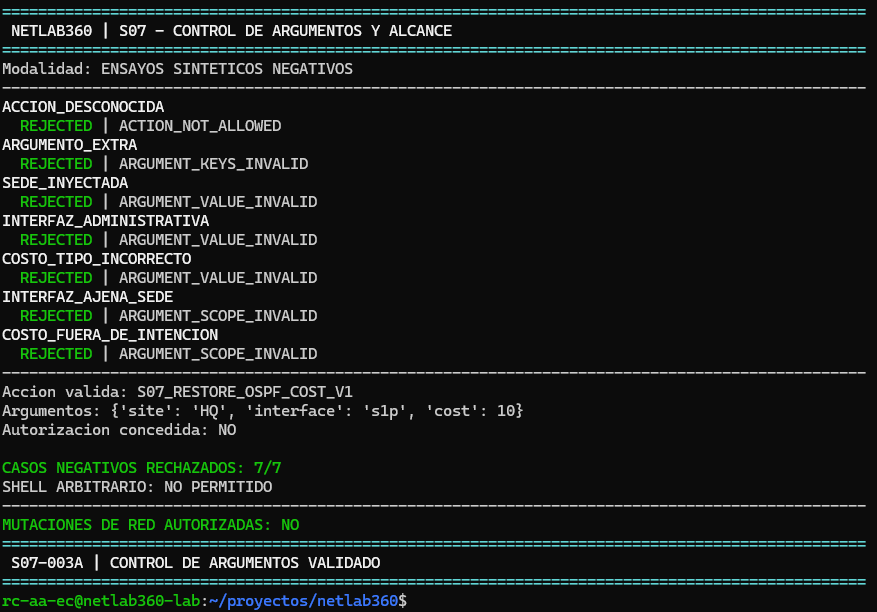 ================================================================================================
NETLAB360 | S07 - CONTROL DE ARGUMENTOS Y ALCANCE
================================================================================================
Modalidad: ENSAYOS SINTETICOS NEGATIVOS
------------------------------------------------------------------------------------------------
ACCION_DESCONOCIDA
  REJECTED | ACTION_NOT_ALLOWED
ARGUMENTO_EXTRA
  REJECTED | ARGUMENT_KEYS_INVALID
SEDE_INYECTADA
  REJECTED | ARGUMENT_VALUE_INVALID
INTERFAZ_ADMINISTRATIVA
  REJECTED | ARGUMENT_VALUE_INVALID
COSTO_TIPO_INCORRECTO
  REJECTED | ARGUMENT_VALUE_INVALID
INTERFAZ_AJENA_SEDE
  REJECTED | ARGUMENT_SCOPE_INVALID
COSTO_FUERA_DE_INTENCION
  REJECTED | ARGUMENT_SCOPE_INVALID
------------------------------------------------------------------------------------------------
Accion valida: S07_RESTORE_OSPF_COST_V1
Argumentos: {'site': 'HQ', 'interface': 's1p', 'cost': 10}
Autorizacion concedida: NO
CASOS NEGATIVOS RECHAZADOS: 7/7
SHELL ARBITRARIO: NO PERMITIDO
------------------------------------------------------------------------------------------------
MUTACIONES DE RED AUTORIZADAS: NO
================================================================================================
S07-003A | CONTROL DE ARGUMENTOS VALIDADO
================================================================================================
rc-aa-ec@netlab360-lab:~/proyectos/netlab360$